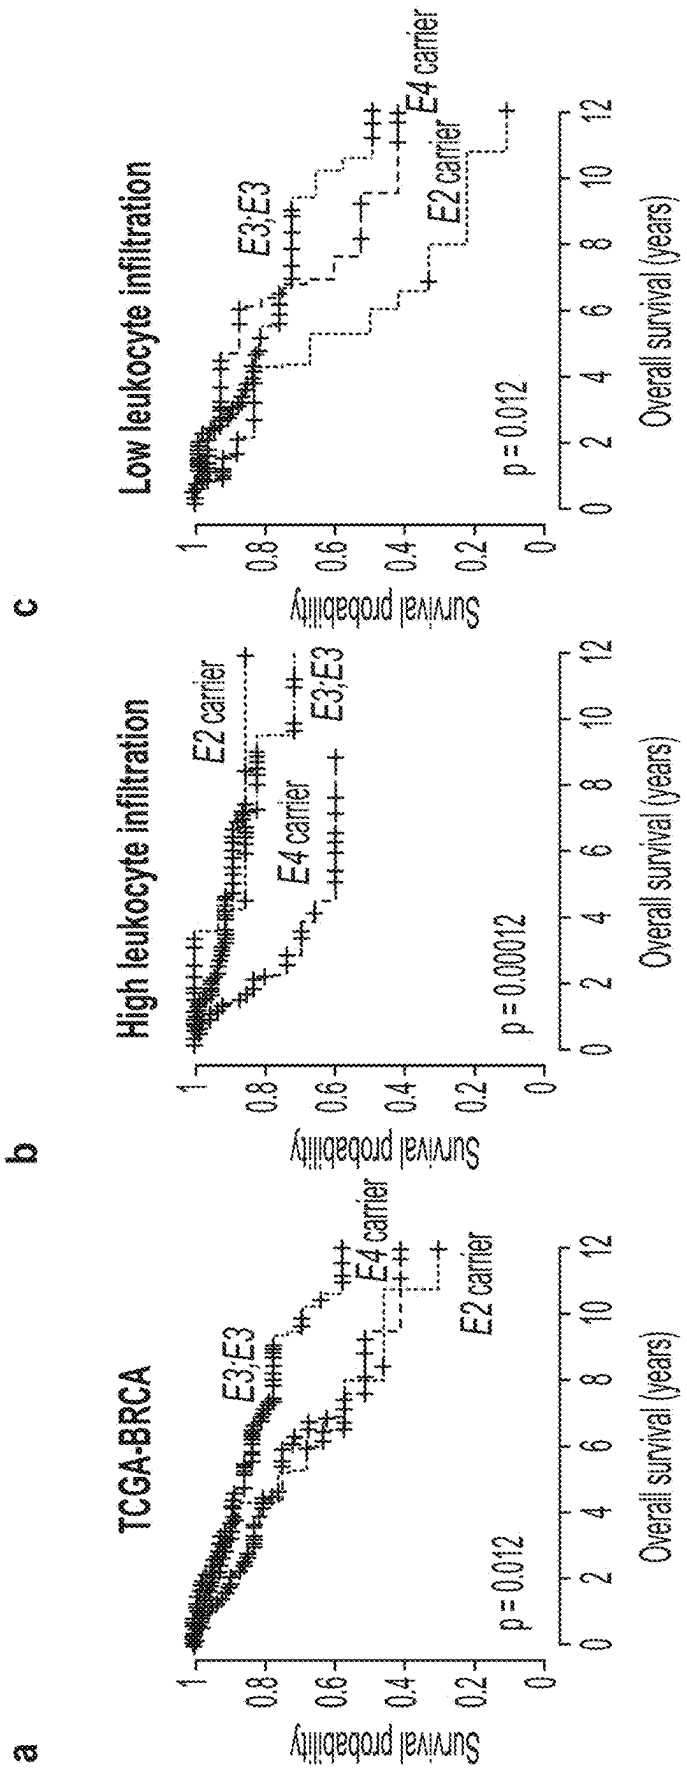 a
TCGA-BRCA
Survival probability
1
0.8
0.6
0.4
0.2
0
E3;E3
E4 carrier
E2 carrier
p = 0.012
0 2 4 6 8 10 12
Overall survival (years)
b
High leukocyte infiltration
Survival probability
1
0.8
0.6
0.4
0.2
0
E2 carrier
E3;E3
E4 carrier
p = 0.00012
0 2 4 6 8 10 12
Overall survival (years)
c
Low leukocyte infiltration
Survival probability
1
0.8
0.6
0.4
0.2
0
E3;E3
E4 carrier
E2 carrier
p = 0.012
0 2 4 6 8 10 12
Overall survival (years)